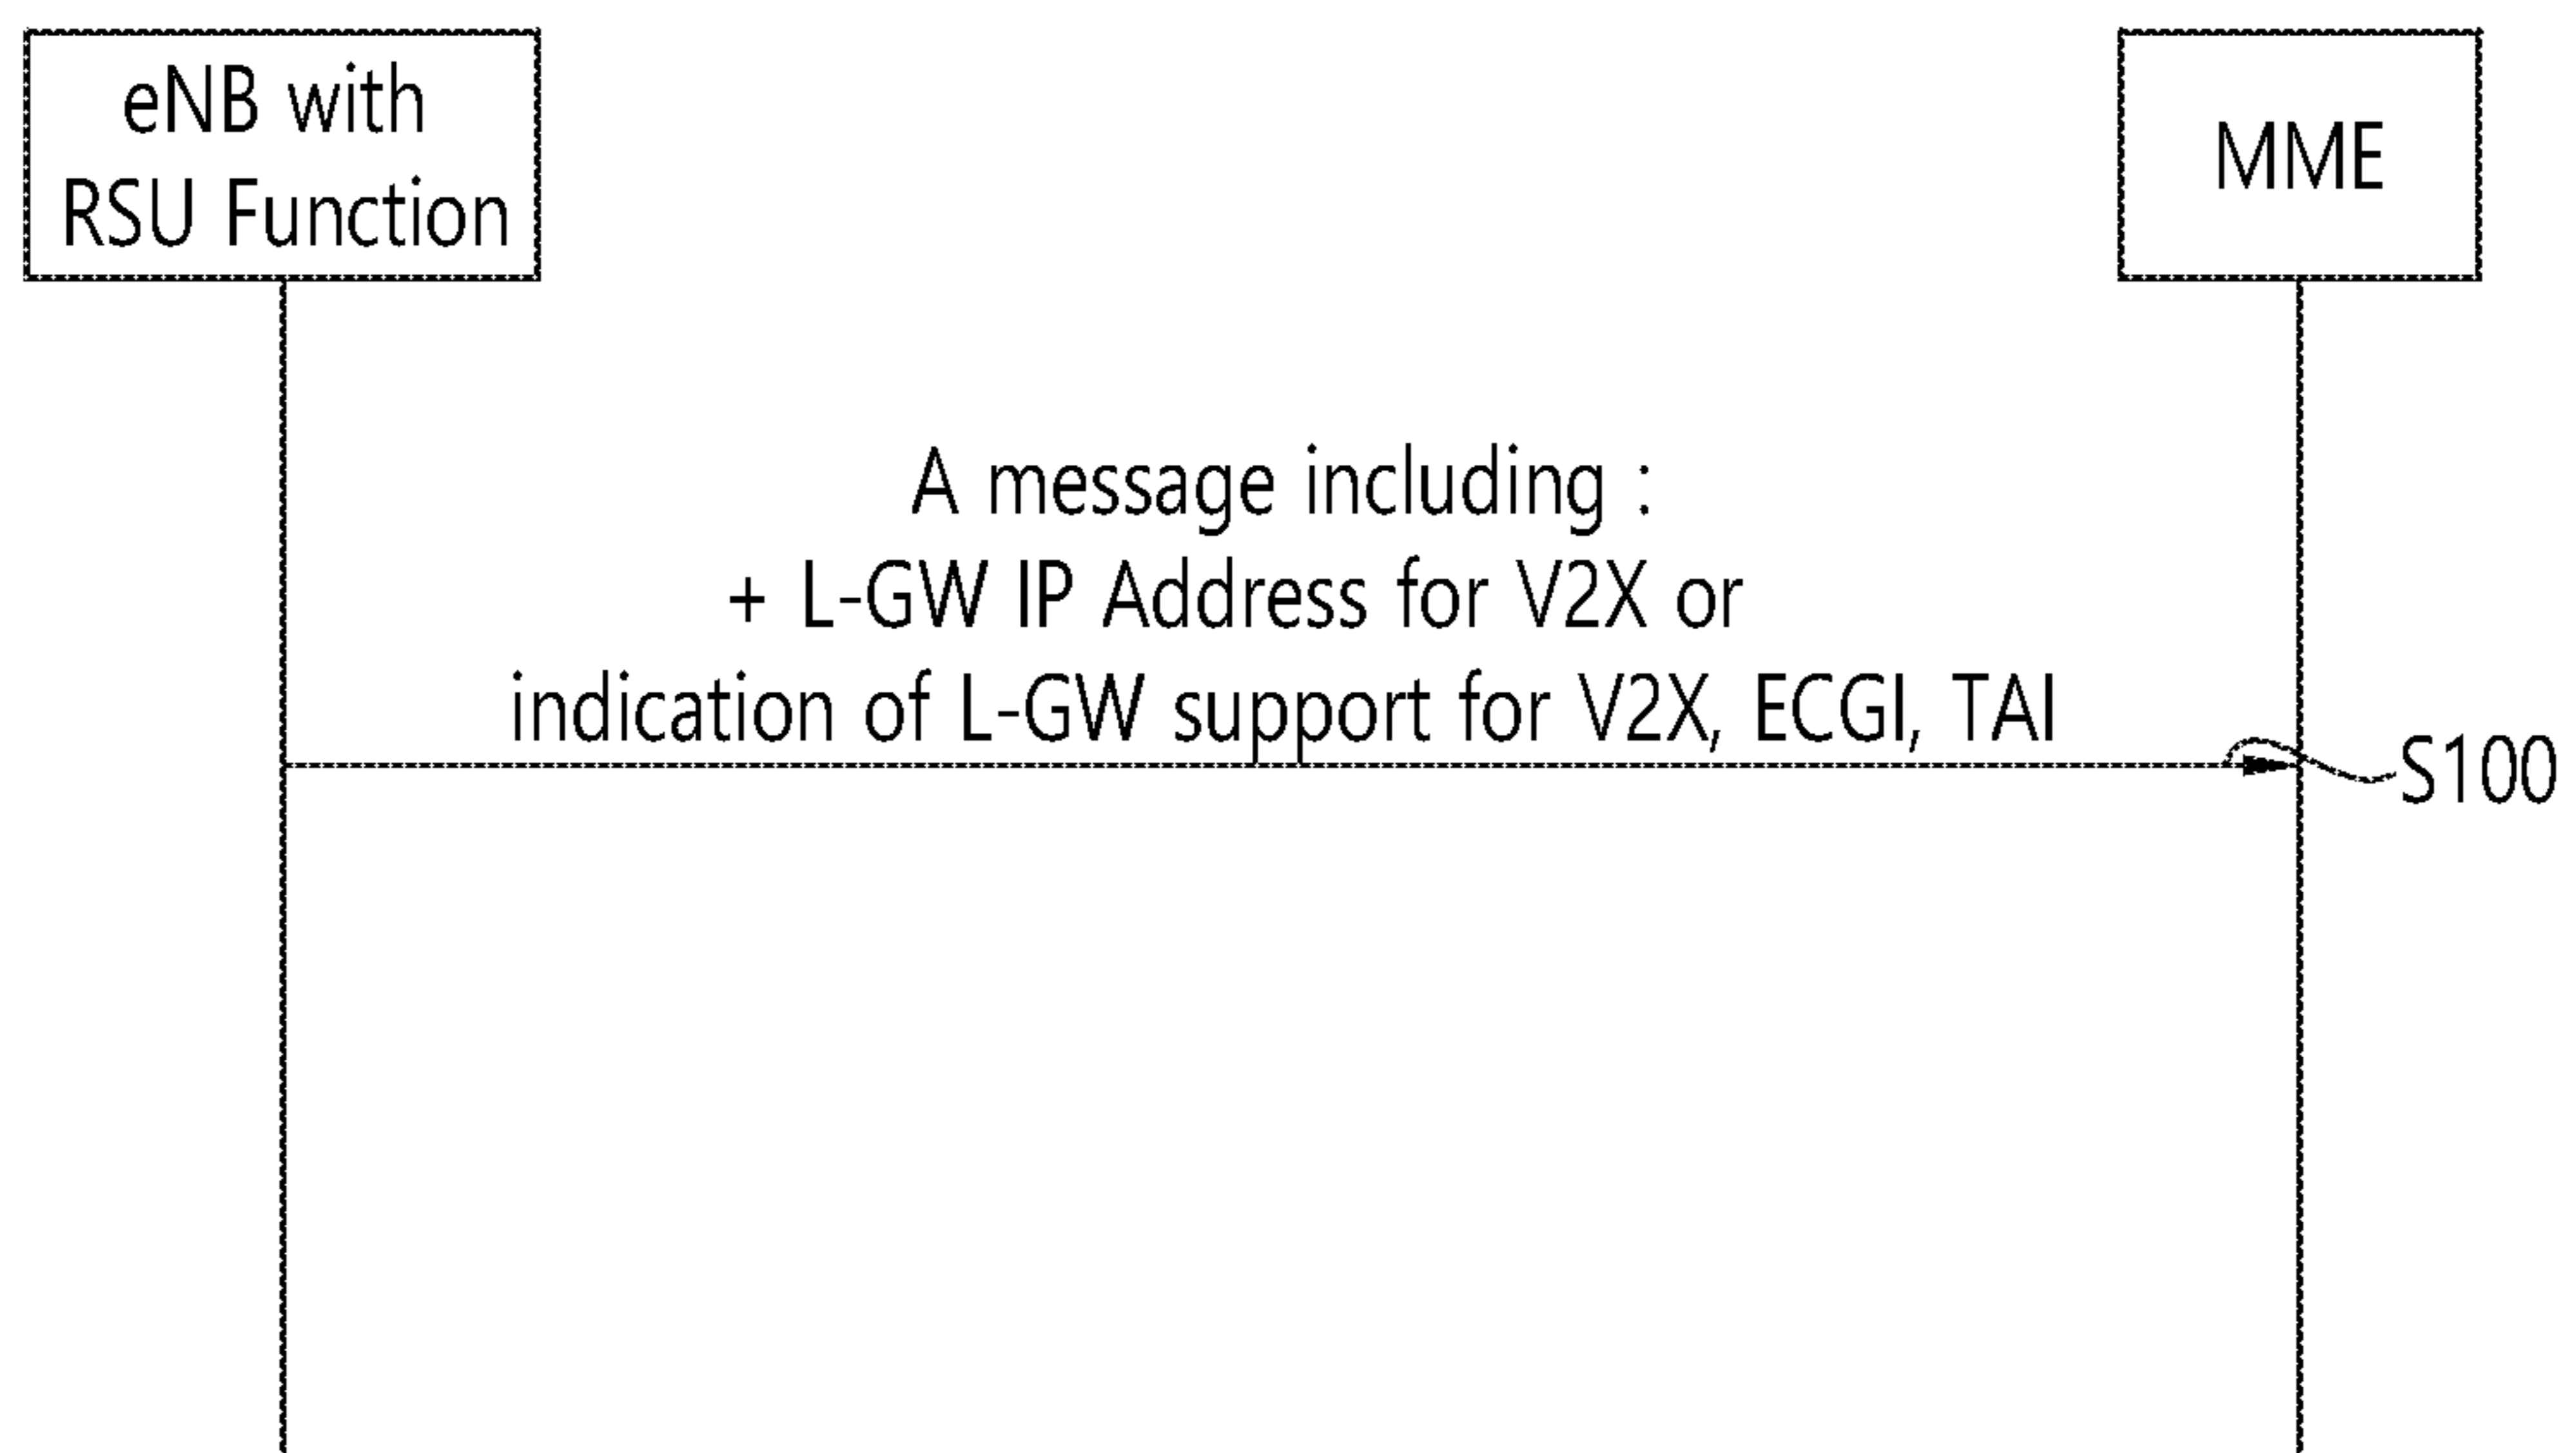 eNB with
RSU Function
MME
A message including :
+ L-GW IP Address for V2X or
indication of L-GW support for V2X, ECGI, TAI
S100